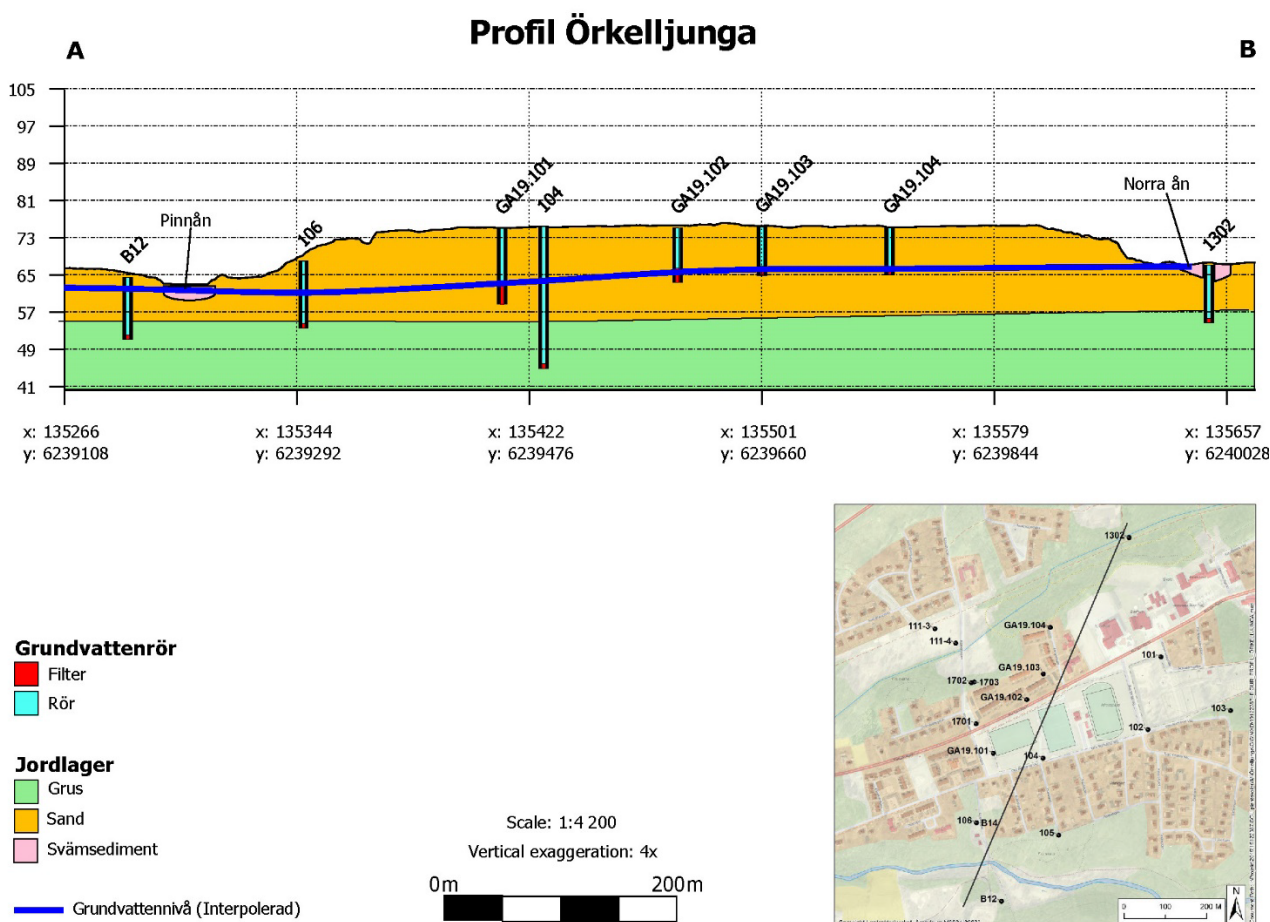 Profil Örkelljunga
A
B
105
97
89
81
73
65
57
49
41
B12
Pinnån
106
GA19.101
104
GA19.102
GA19.103
GA19.104
Norra ån
1302
x: 135266
y: 6239108
x: 135344
y: 6239292
x: 135422
y: 6239476
x: 135501
y: 6239660
x: 135579
y: 6239844
x: 135657
y: 6240028
Grundvattenrör
Filter
Rör
Jordlager
Grus
Sand
Svämsediment
Grundvattennivå (Interpolerad)
Scale: 1:4 200
Vertical exaggeration: 4x
0m
200m
1302
111-3
111-4
GA19.104
101
GA19.103
1702
1703
GA19.102
103
1701
102
GA19.101
104
106
B14
105
B12
N
0 100 200 M